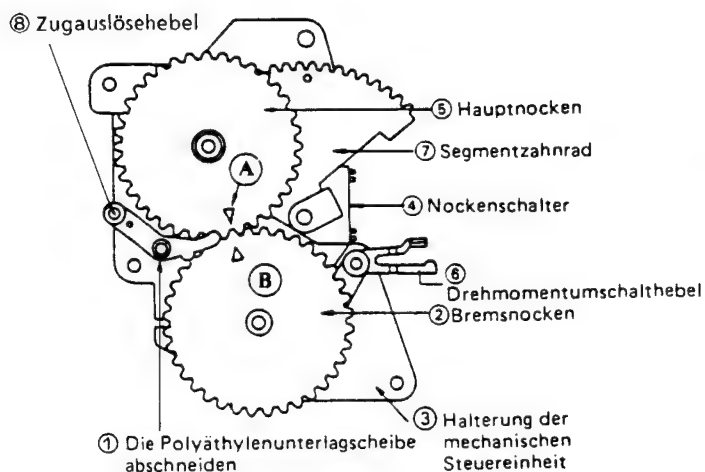 ⑧ Zugauslösehebel
⑤ Hauptnocken
⑦ Segmentzahnrad
A
④ Nockenschalter
B
⑥
Drehmomentumschalthebel
② Bremsnocken
① Die Polyäthylenunterlagscheibe
abschneiden
③ Halterung der
mechanischen
Steuereinheit